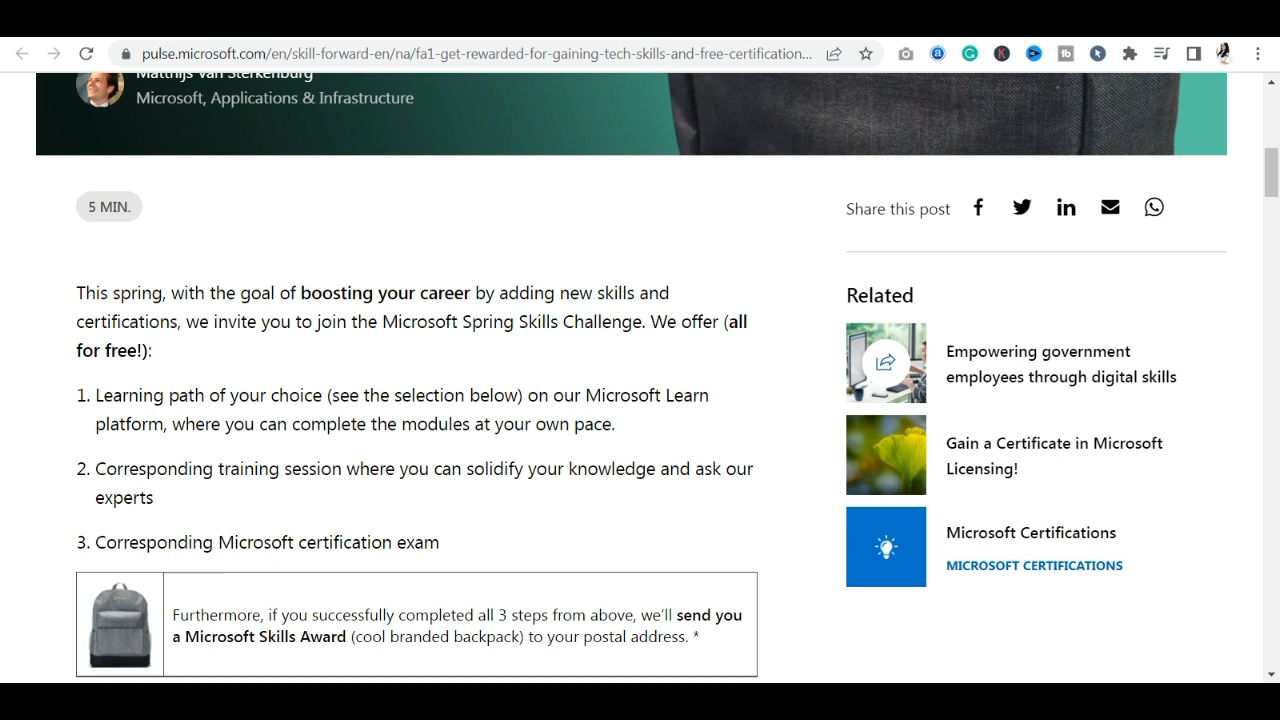 pulse.microsoft.com/en/skill-forward-en/na/fa1-get-rewarded-for-gaining-tech-skills-and-free-certification...
Matthijs van Sterkenburg
Microsoft, Applications & Infrastructure
5 MIN.
Share this post
This spring, with the goal of boosting your career by adding new skills and
certifications, we invite you to join the Microsoft Spring Skills Challenge. We offer (all
for free!):
1. Learning path of your choice (see the selection below) on our Microsoft Learn
platform, where you can complete the modules at your own pace.
2. Corresponding training session where you can solidify your knowledge and ask our
experts
3. Corresponding Microsoft certification exam
Furthermore, if you successfully completed all 3 steps from above, we'll send you
a Microsoft Skills Award (cool branded backpack) to your postal address. *
Related
Empowering government
employees through digital skills
Gain a Certificate in Microsoft
Licensing!
Microsoft Certifications
MICROSOFT CERTIFICATIONS